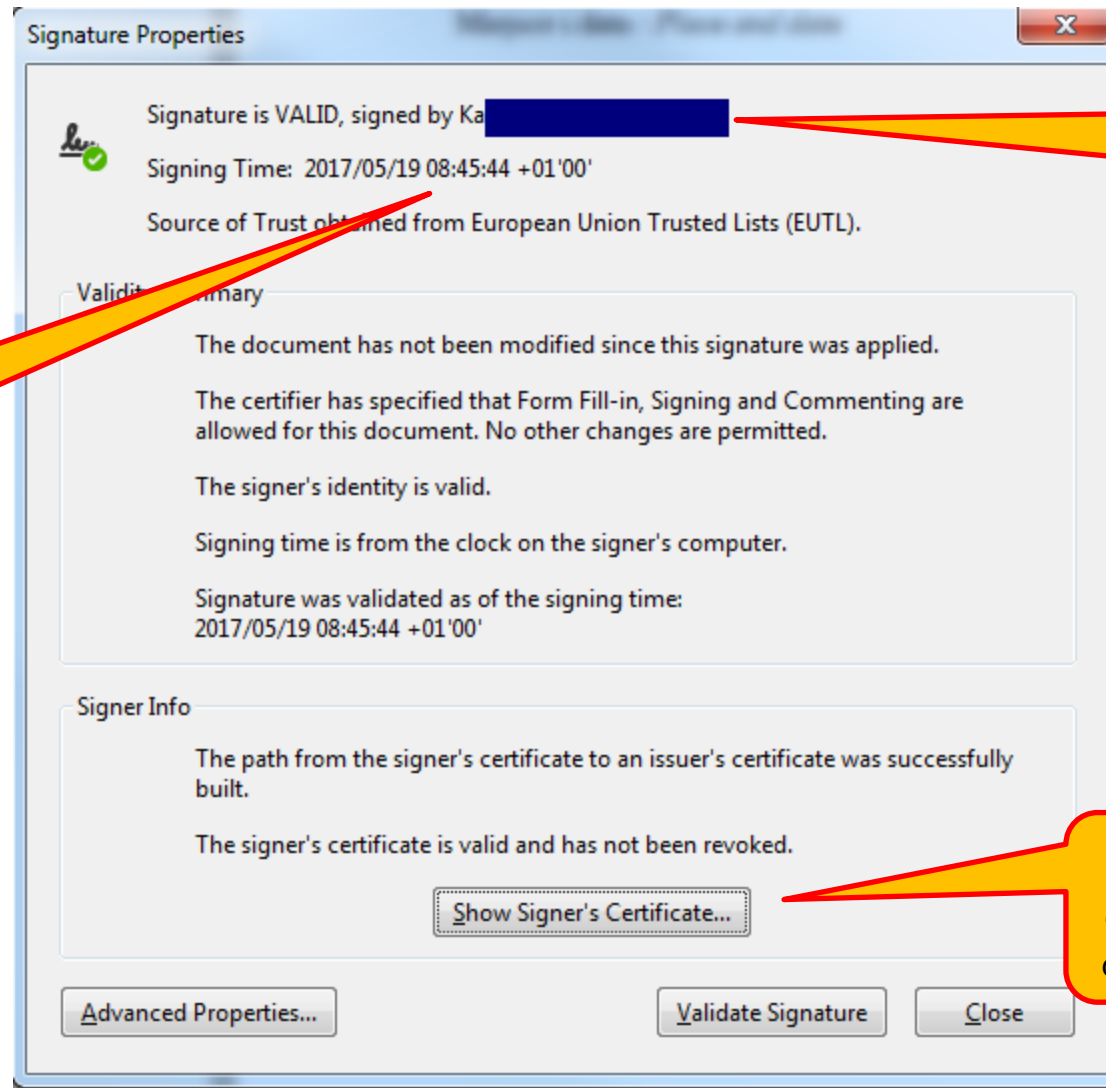 Signature Properties
Signature is VALID, signed by Ka
Signing Time: 2017/05/19 08:45:44 +01'00'
Source of Trust obtained from European Union Trusted Lists (EUTL).
The document has not been modified since this signature was applied.
The certifier has specified that Form Fill-in, Signing and Commenting are
allowed for this document. No other changes are permitted.
The signer's identity is valid.
Signing time is from the clock on the signer's computer.
Signature was validated as of the signing time:
2017/05/19 08:45:44 +01'00'
Signer Info
The path from the signer's certificate to an issuer's certificate was successfully
built.
The signer's certificate is valid and has not been revoked.
Show Signer's Certificate...
Advanced Properties...
Validate Signature
Close